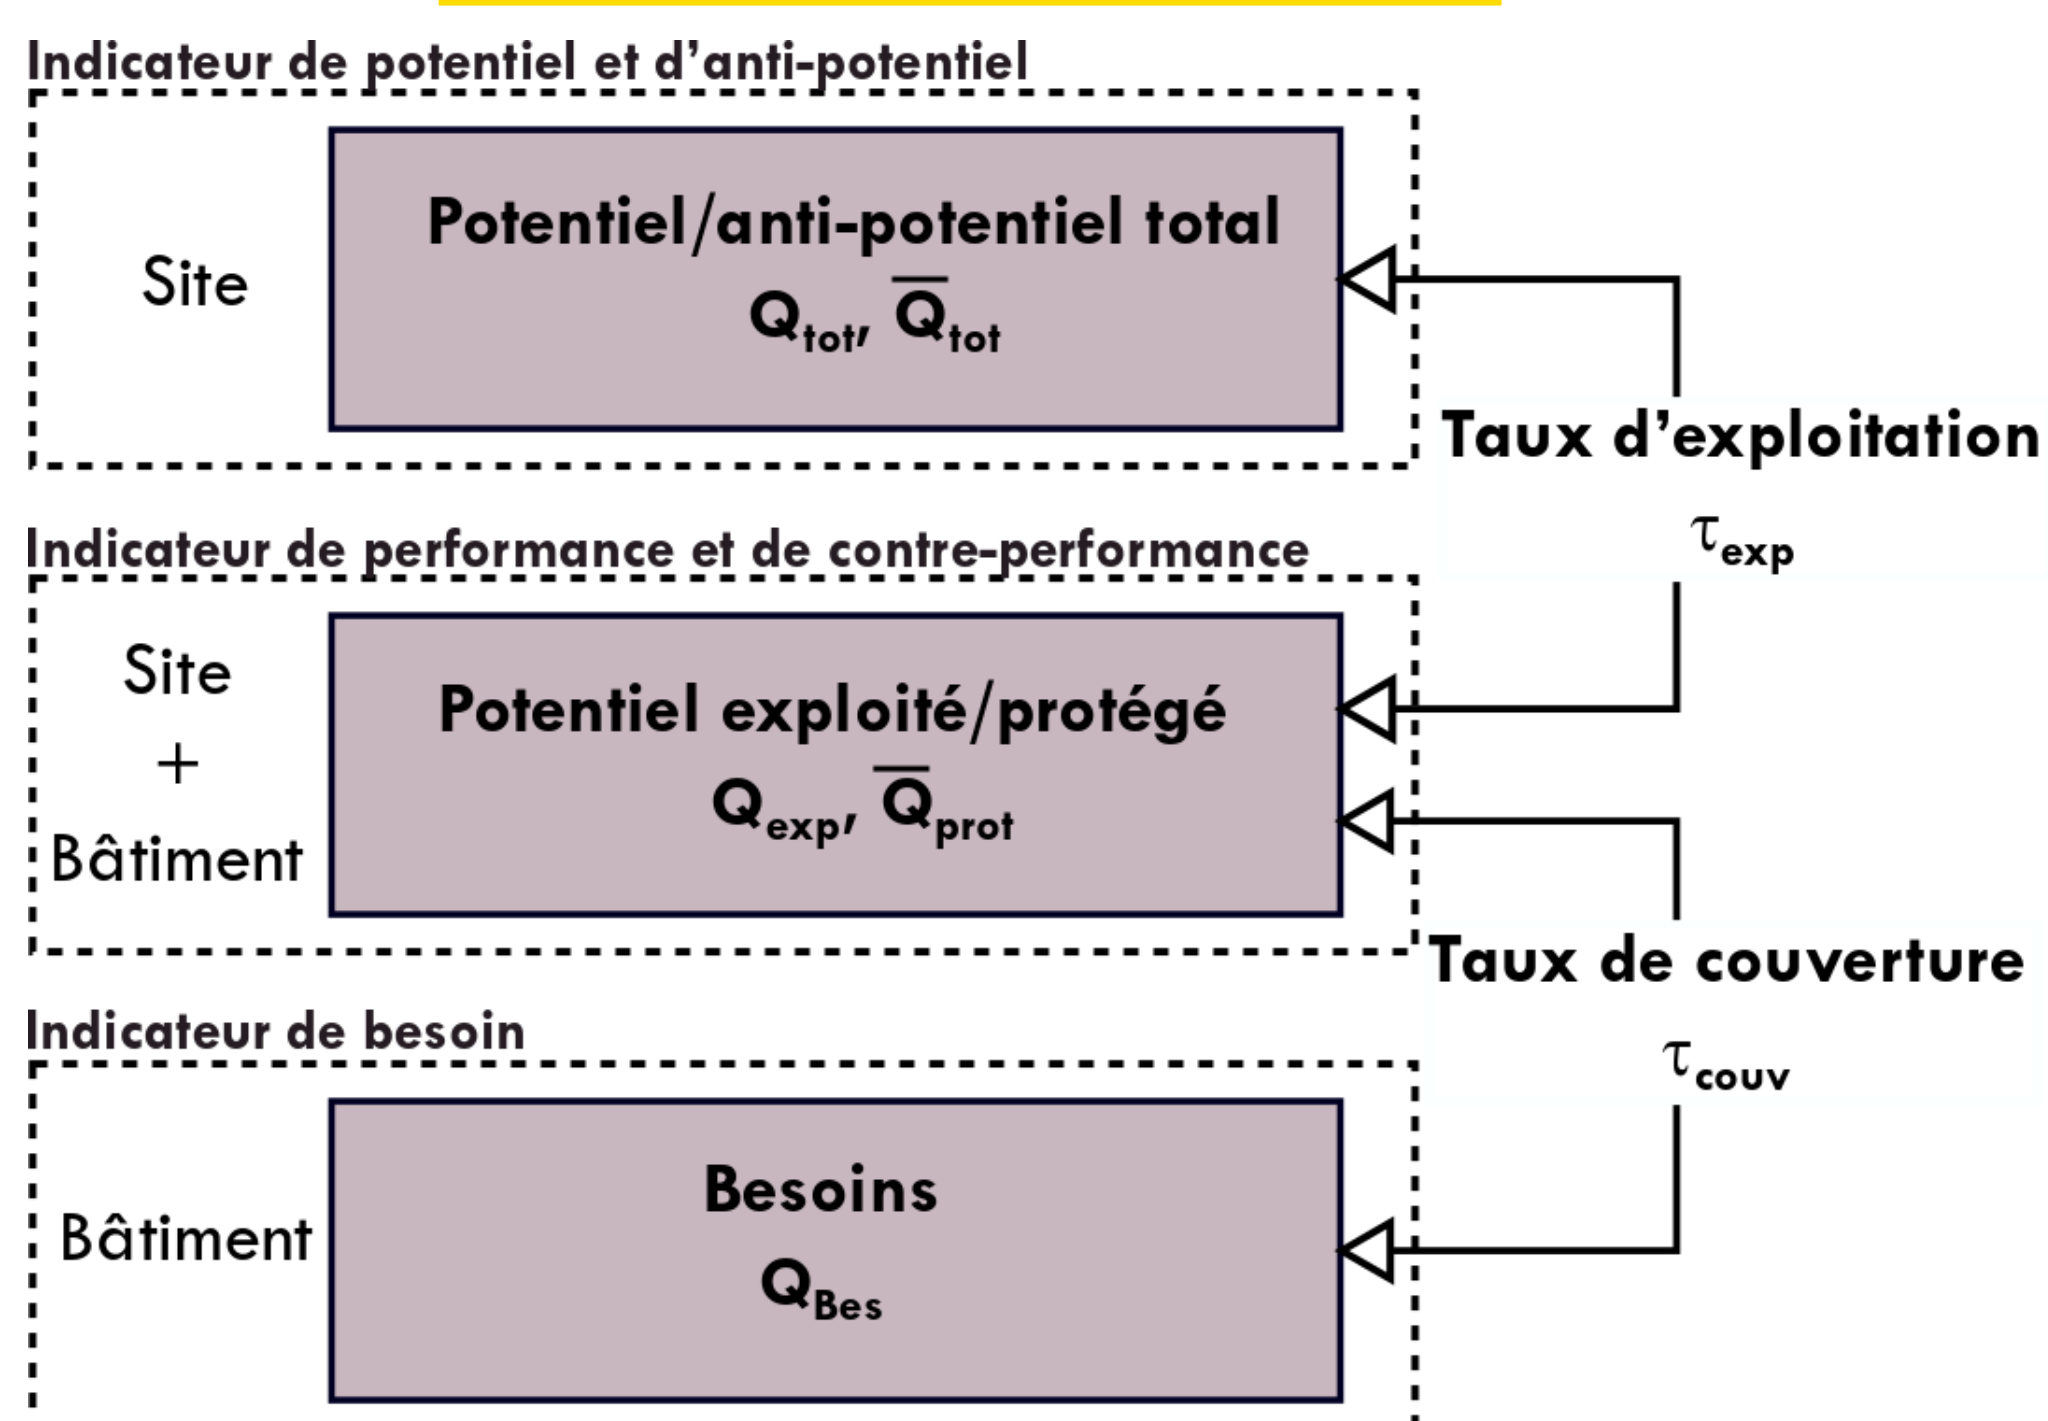 Indicateur de potentiel et d’anti-potentiel
Site
Potentiel/anti-potentiel total
Q_tot, Q̅_tot
Taux d’exploitation
τ_exp
Indicateur de performance et de contre-performance
Site
+
Bâtiment
Potentiel exploité/protégé
Q_exp, Q̅_prot
Taux de couverture
τ_couv
Indicateur de besoin
Bâtiment
Besoins
Q_Bes